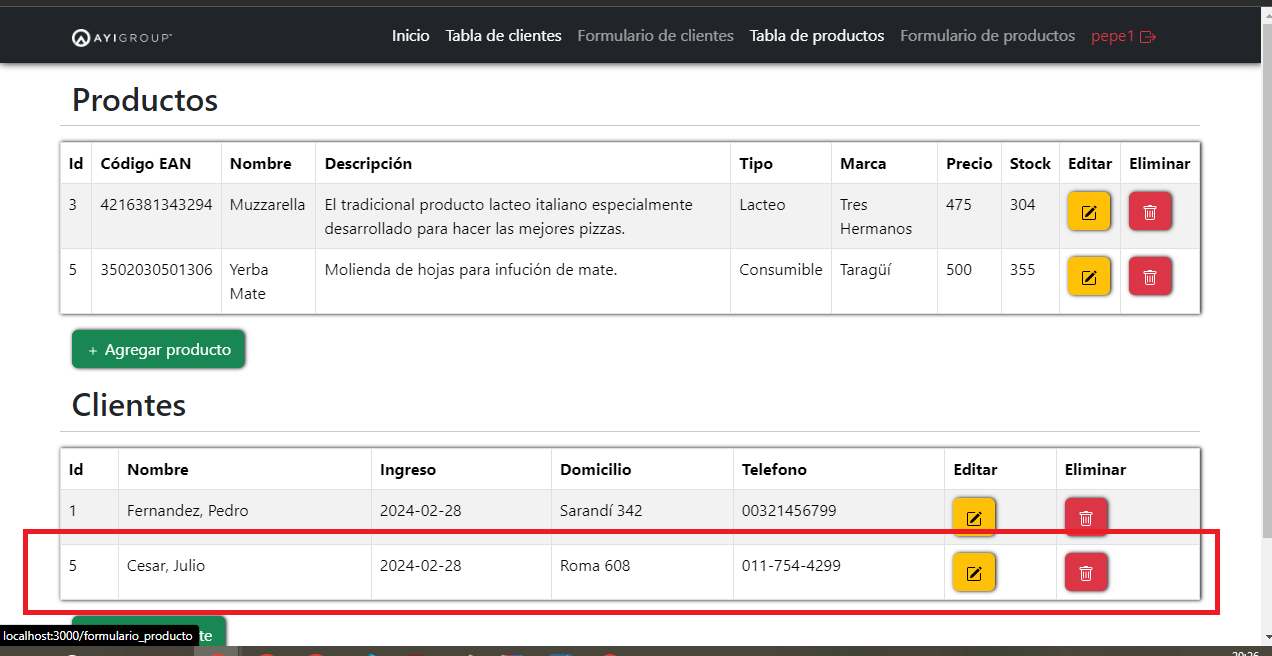 AYIGROUP Inicio Tabla de clientes Formulario de clientes Tabla de productos Formulario de productos pepe1
Productos
Id Código EAN Nombre Descripción Tipo Marca Precio Stock Editar Eliminar
3 4216381343294 Muzzarella El tradicional producto lacteo italiano especialmente Lacteo Tres 475 304
desarrollado para hacer las mejores pizzas. Hermanos
5 3502030501306 Yerba Molienda de hojas para infución de mate. Consumible Taragüí 500 355
Mate
+ Agregar producto
Clientes
Id Nombre Ingreso Domicilio Telefono Editar Eliminar
1 Fernandez, Pedro 2024-02-28 Sarandí 342 00321456799
5 Cesar, Julio 2024-02-28 Roma 608 011-754-4299
localhost:3000/formulario_producto te